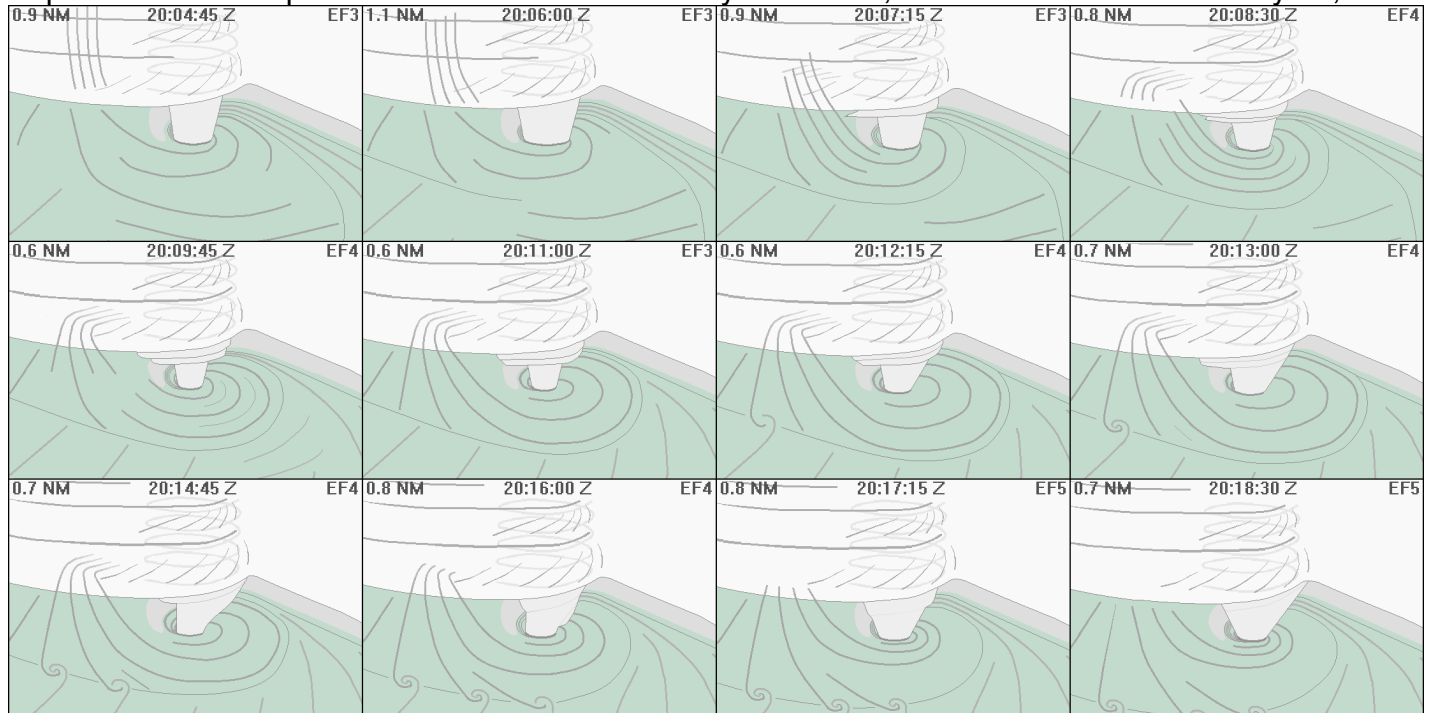 0.9 NM 20:04:45 Z EF3
1.1 NM 20:06:00 Z EF3
0.9 NM 20:07:15 Z EF3
0.8 NM 20:08:30 Z EF4
0.6 NM 20:09:45 Z EF4
0.6 NM 20:11:00 Z EF3
0.6 NM 20:12:15 Z EF4
0.7 NM 20:13:00 Z EF4
0.7 NM 20:14:45 Z EF4
0.8 NM 20:16:00 Z EF4
0.8 NM 20:17:15 Z EF5
0.7 NM 20:18:30 Z EF5